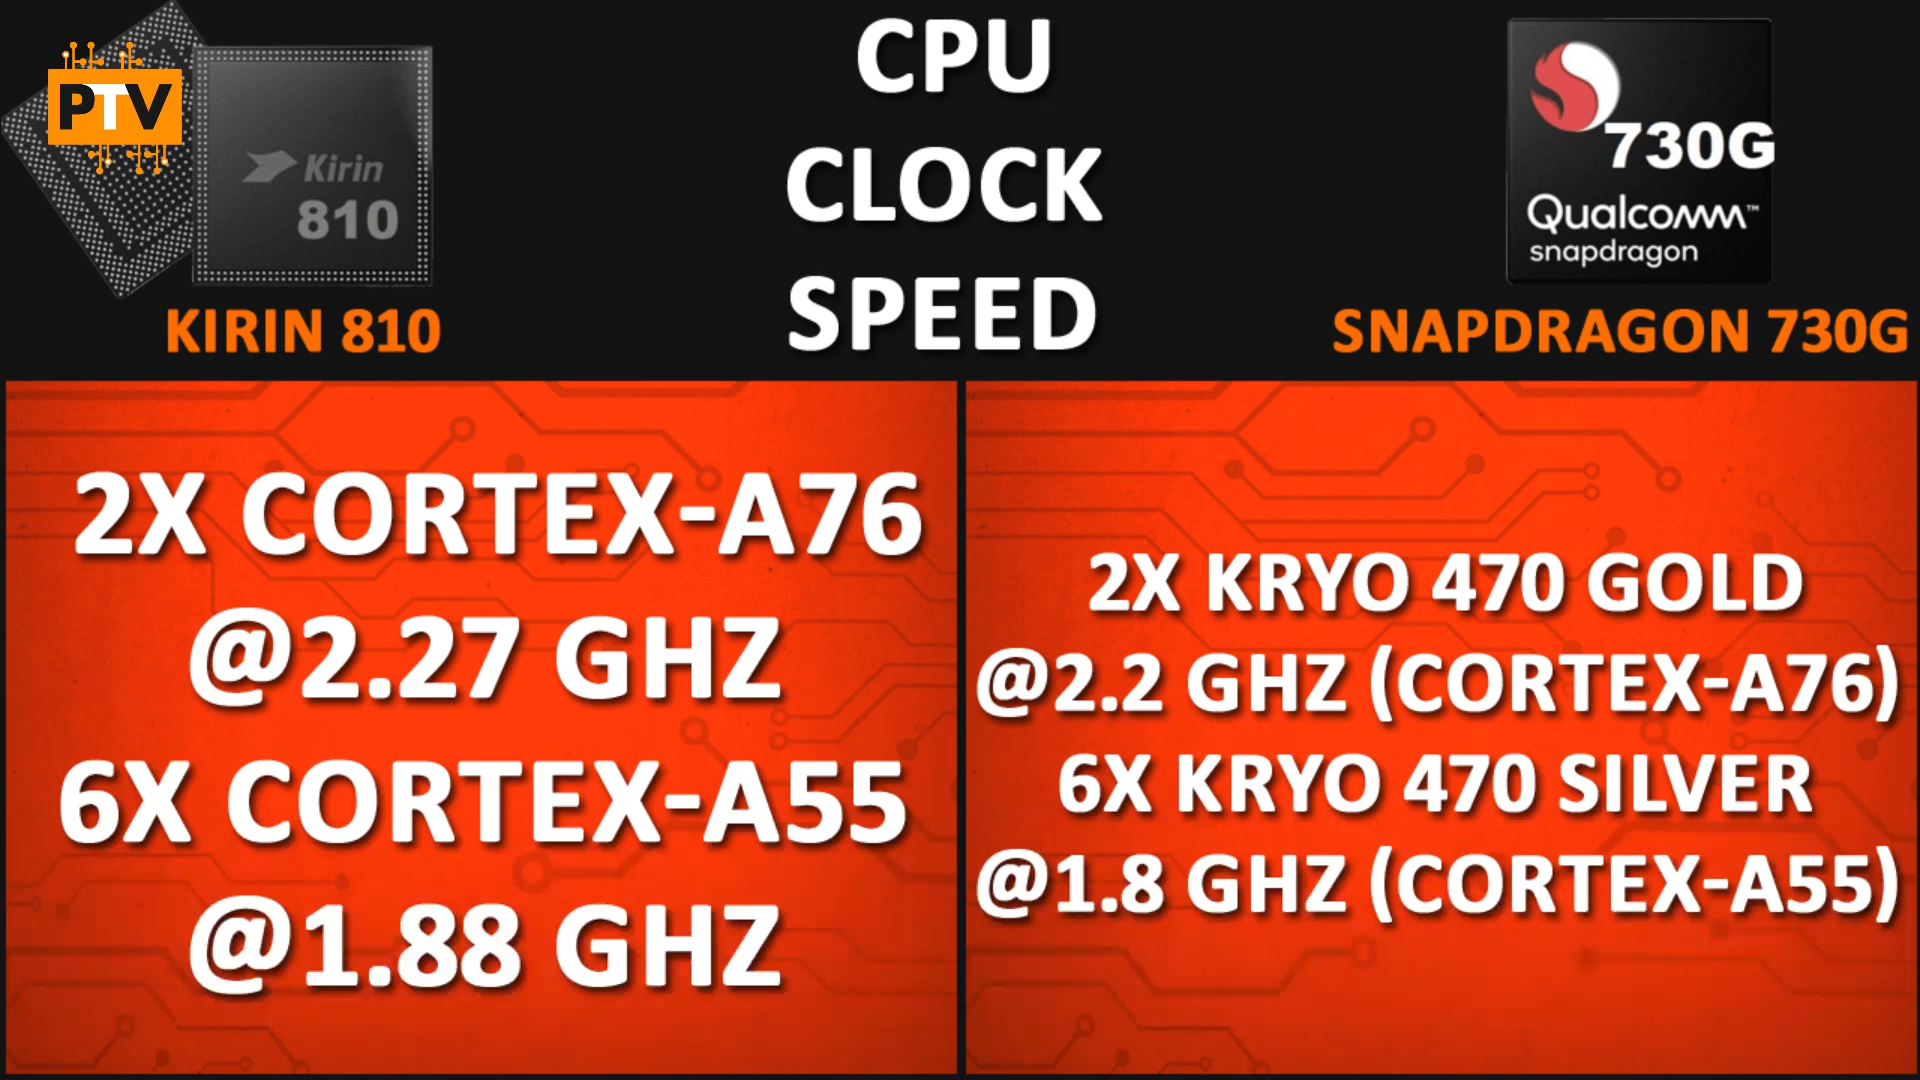 PTV
Kirin
810
KIRIN 810
CPU
CLOCK
SPEED
730G
Qualcomm™
snapdragon
SNAPDRAGON 730G
2X CORTEX-A76
@2.27 GHZ
6X CORTEX-A55
@1.88 GHZ
2X KRYO 470 GOLD
@2.2 GHZ (CORTEX-A76)
6X KRYO 470 SILVER
@1.8 GHZ (CORTEX-A55)